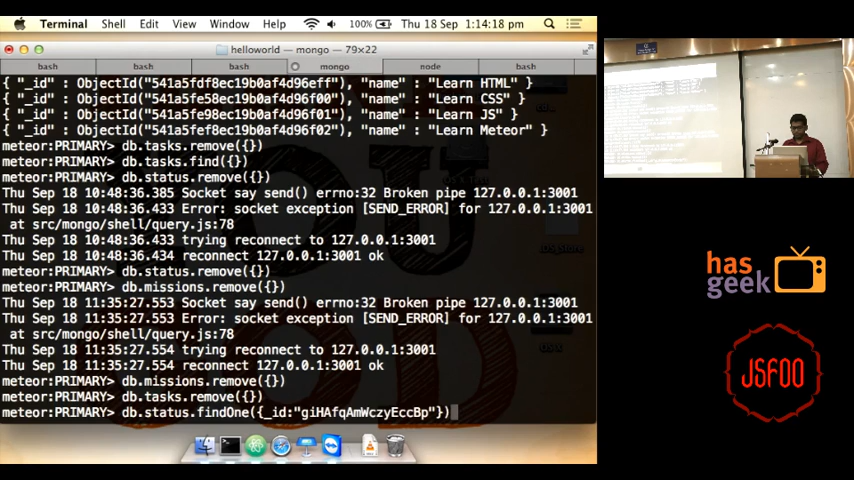 Terminal Shell Edit View Window Help 100% Thu 18 Sep 1:14:18 pm
helloworld — mongo — 79×22
bash bash bash mongo node bash
{ "_id" : ObjectId("541a5fdf8ec19b0af4d96eff"), "name" : "Learn HTML" }
{ "_id" : ObjectId("541a5fe58ec19b0af4d96f00"), "name" : "Learn CSS" }
{ "_id" : ObjectId("541a5fe98ec19b0af4d96f01"), "name" : "Learn JS" }
{ "_id" : ObjectId("541a5fed8ec19b0af4d96f02"), "name" : "Learn Meteor" }
meteor:PRIMARY> db.tasks.remove({})
meteor:PRIMARY> db.tasks.find({})
meteor:PRIMARY> db.status.remove({})
Thu Sep 18 10:48:36.385 Socket say send() errno:32 Broken pipe 127.0.0.1:3001
Thu Sep 18 10:48:36.433 Error: socket exception [SEND_ERROR] for 127.0.0.1:3001
at src/mongo/shell/query.js:78
Thu Sep 18 10:48:36.433 trying reconnect to 127.0.0.1:3001
Thu Sep 18 10:48:36.434 reconnect 127.0.0.1:3001 ok
meteor:PRIMARY> db.status.remove({})
meteor:PRIMARY> db.missions.remove({})
Thu Sep 18 11:35:27.553 Socket say send() errno:32 Broken pipe 127.0.0.1:3001
Thu Sep 18 11:35:27.553 Error: socket exception [SEND_ERROR] for 127.0.0.1:3001
at src/mongo/shell/query.js:78
Thu Sep 18 11:35:27.554 trying reconnect to 127.0.0.1:3001
Thu Sep 18 11:35:27.554 reconnect 127.0.0.1:3001 ok
meteor:PRIMARY> db.missions.remove({})
meteor:PRIMARY> db.tasks.remove({})
meteor:PRIMARY> db.status.findOne({_id:"giHAfqAmWczyEccBp"})
has
geek
JSFOO